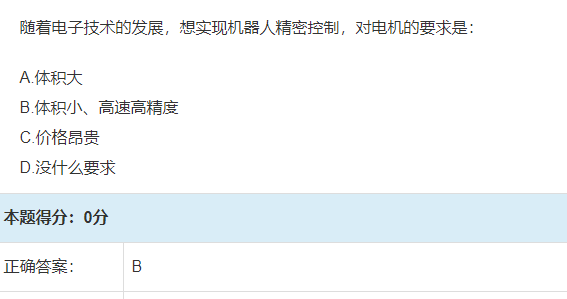 随着电子技术的发展，想实现机器人精密控制，对电机的要求是：
A.体积大
B.体积小、高速高精度
C.价格昂贵
D.没什么要求
本题得分：0分
正确答案： B